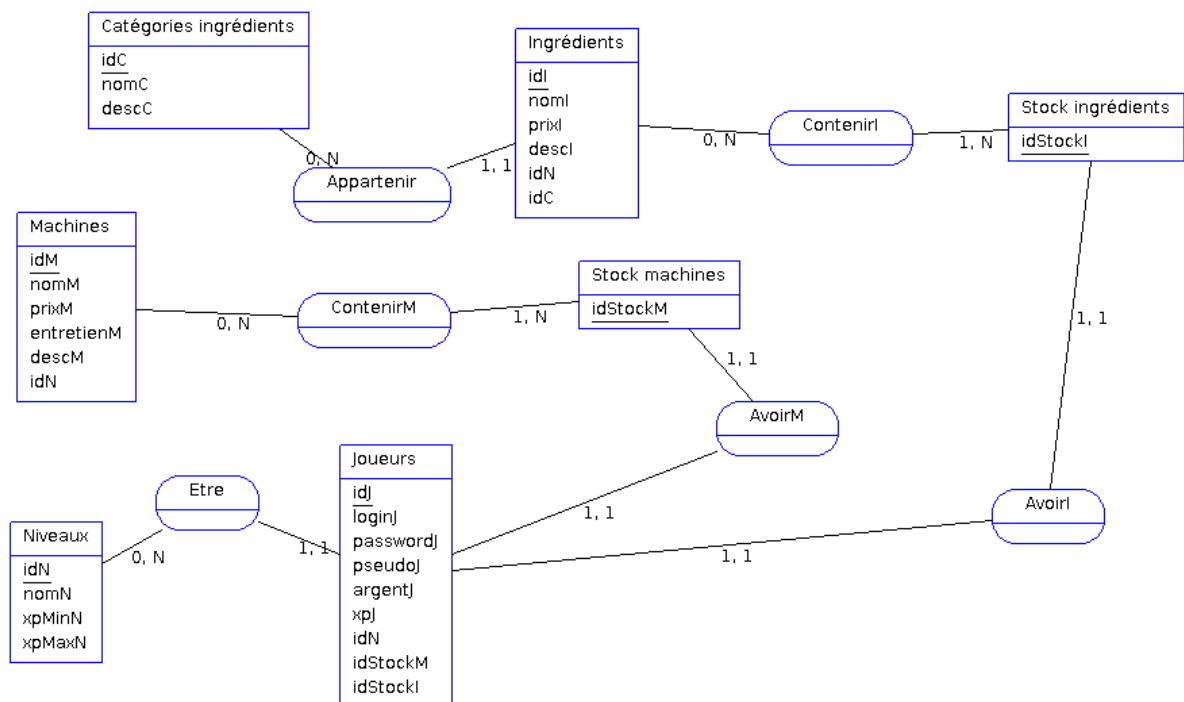 Catégories ingrédients
idC
nomC
descC
0, N
Appartenir
1, 1
Ingrédients
idI
nomI
prixI
descI
idN
idC
0, N
ContenirI
1, N
Stock ingrédients
idStockI
Machines
idM
nomM
prixM
entretienM
descM
idN
0, N
ContenirM
1, N
Stock machines
idStockM
1, 1
AvoirM
1, 1
1, 1
AvoirI
1, 1
Niveaux
idN
nomN
xpMinN
xpMaxN
0, N
Etre
1, 1
Joueurs
idJ
loginJ
passwordJ
pseudoJ
argentJ
xpJ
idN
idStockM
idStockI